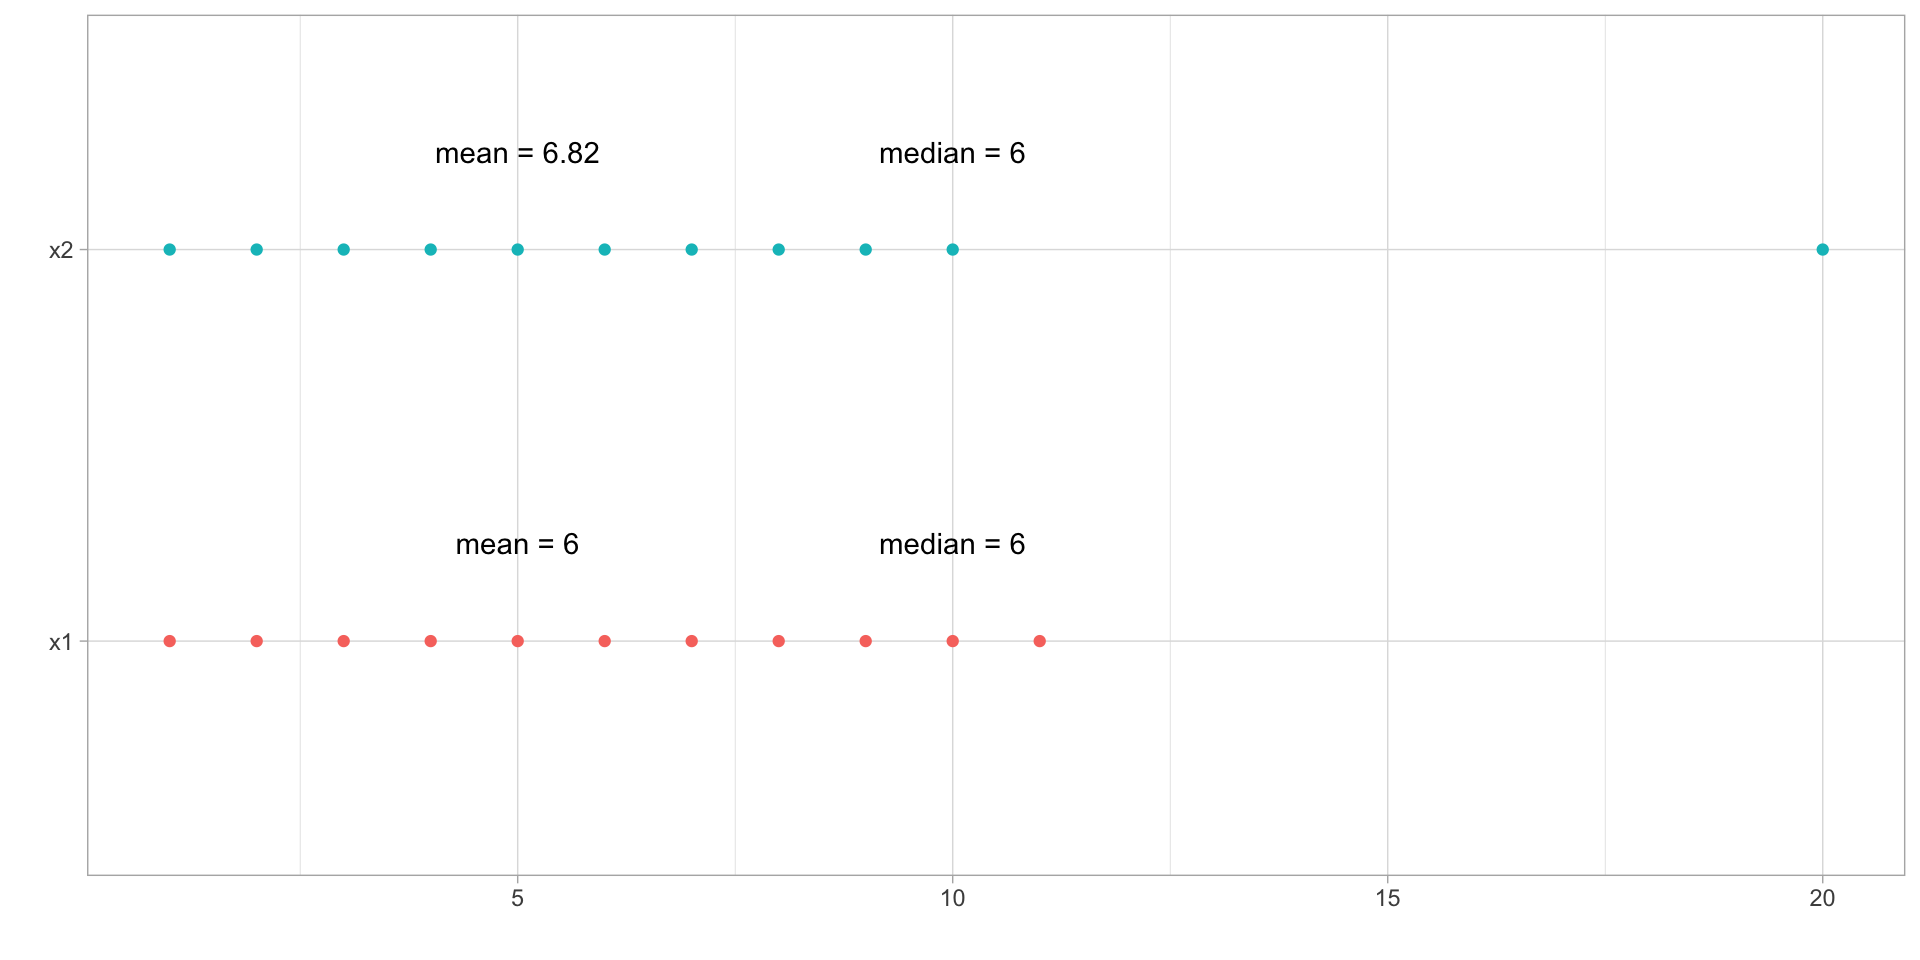 mean = 6.82 median = 6
x2
mean = 6 median = 6
x1
5 10 15 20